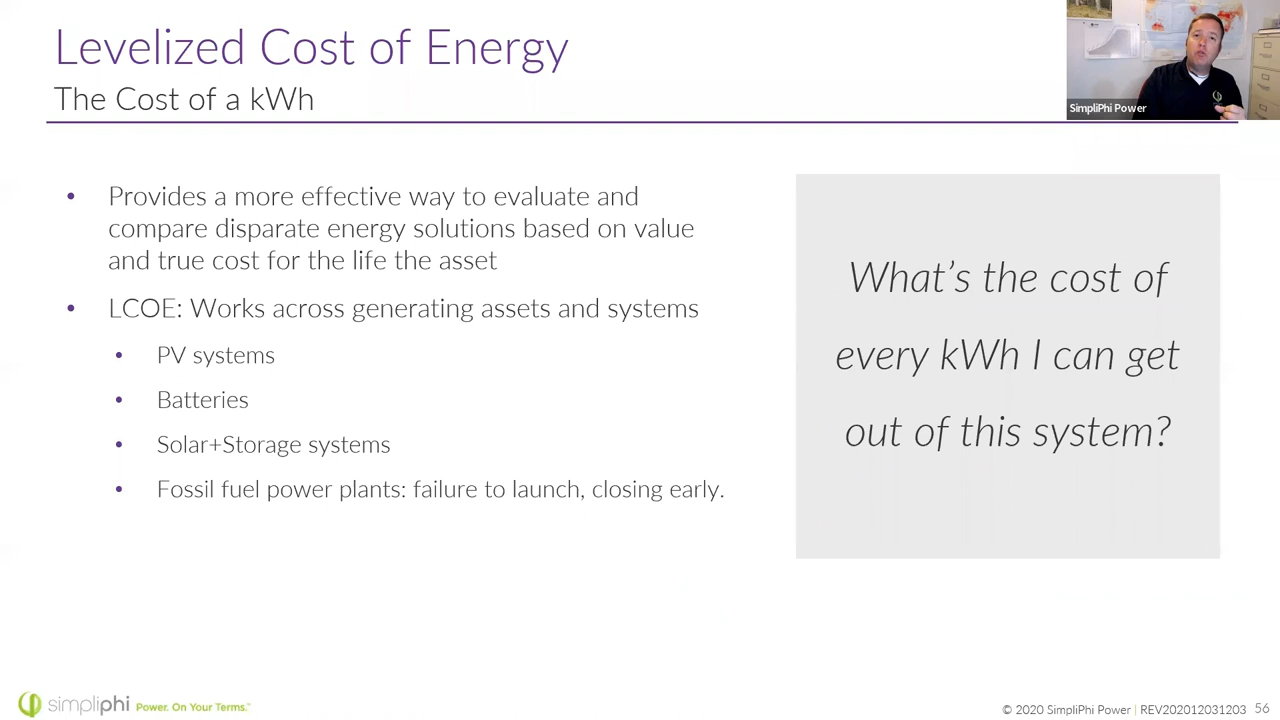 Levelized Cost of Energy
The Cost of a kWh
SimpliPhi Power
• Provides a more effective way to evaluate and
compare disparate energy solutions based on value
and true cost for the life the asset
• LCOE: Works across generating assets and systems
• PV systems
• Batteries
• Solar+Storage systems
• Fossil fuel power plants: failure to launch, closing early.
What's the cost of
every kWh I can get
out of this system?
simpliphi Power. On Your Terms.™
© 2020 SimpliPhi Power | REV202012031203 56